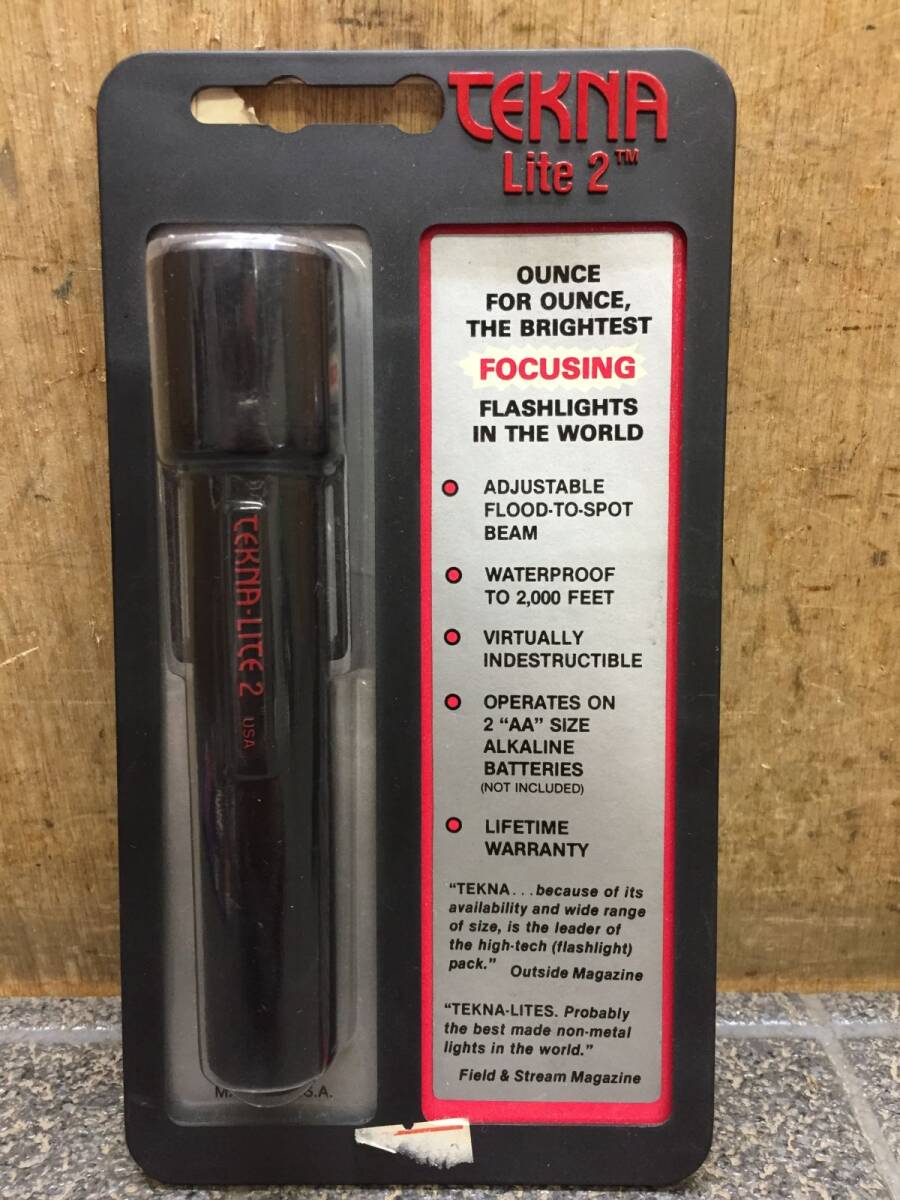 TEKNA
Lite 2™
OUNCE
FOR OUNCE,
THE BRIGHTEST
FOCUSING
FLASHLIGHTS
IN THE WORLD
ADJUSTABLE
FLOOD-TO-SPOT
BEAM
WATERPROOF
TO 2,000 FEET
VIRTUALLY
INDESTRUCTIBLE
OPERATES ON
2 “AA” SIZE
ALKALINE
BATTERIES
(NOT INCLUDED)
LIFETIME
WARRANTY
“TEKNA...because of its
availability and wide range
of size, is the leader of
the high-tech (flashlight)
pack.” Outside Magazine
“TEKNA-LITES. Probably
the best made non-metal
lights in the world.”
Field & Stream Magazine
TEKNA·LITE 2 USA